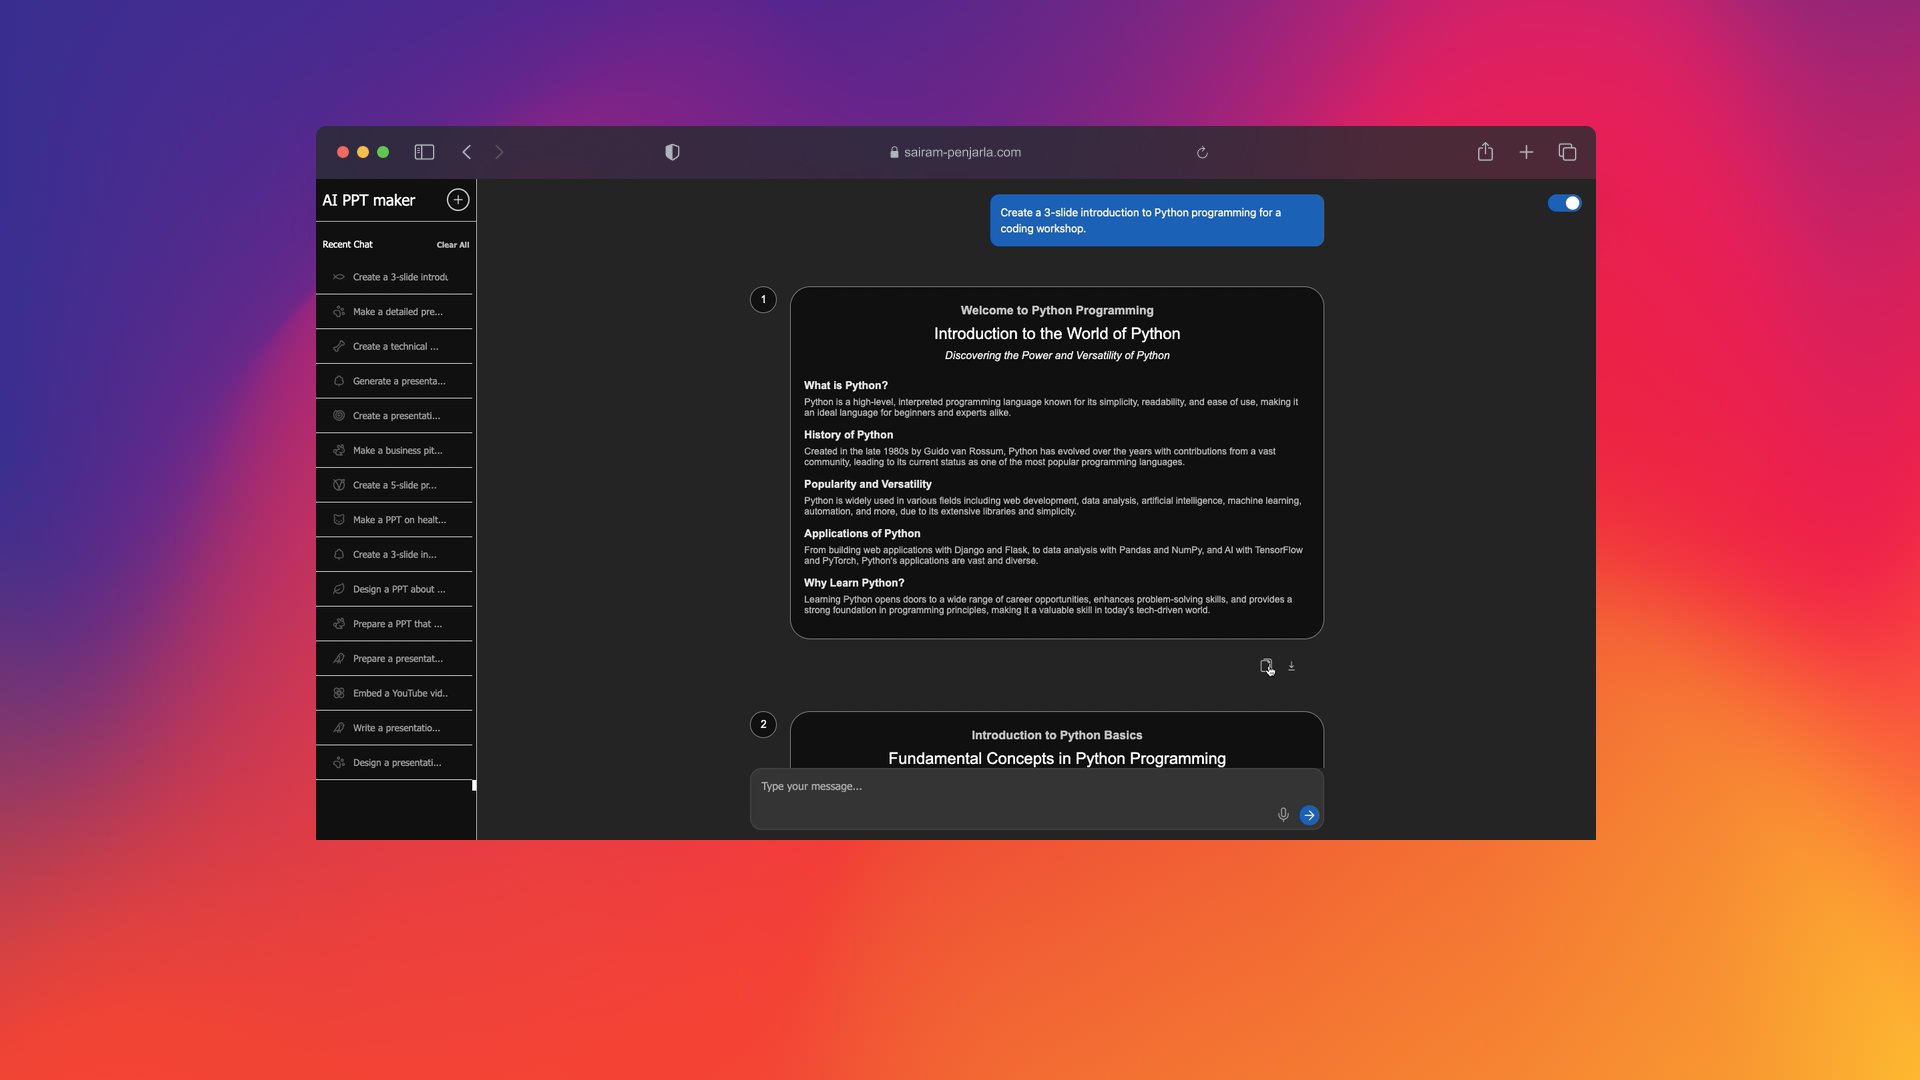 sairam-penjarla.com
AI PPT maker
Recent Chat
Clear All
Create a 3-slide introdu
Make a detailed pre...
Create a technical ...
Generate a presenta...
Create a presentati...
Make a business pit...
Create a 5-slide pr...
Make a PPT on healt...
Create a 3-slide in...
Design a PPT about ...
Prepare a PPT that ...
Prepare a presentat...
Embed a YouTube vid..
Write a presentatio...
Design a presentati...
Create a 3-slide introduction to Python programming for a
coding workshop.
1
Welcome to Python Programming
Introduction to the World of Python
Discovering the Power and Versatility of Python
What is Python?
Python is a high-level, interpreted programming language known for its simplicity, readability, and ease of use, making it
an ideal language for beginners and experts alike.
History of Python
Created in the late 1980s by Guido van Rossum, Python has evolved over the years with contributions from a vast
community, leading to its current status as one of the most popular programming languages.
Popularity and Versatility
Python is widely used in various fields including web development, data analysis, artificial intelligence, machine learning,
automation, and more, due to its extensive libraries and simplicity.
Applications of Python
From building web applications with Django and Flask, to data analysis with Pandas and NumPy, and AI with TensorFlow
and PyTorch, Python's applications are vast and diverse.
Why Learn Python?
Learning Python opens doors to a wide range of career opportunities, enhances problem-solving skills, and provides a
strong foundation in programming principles, making it a valuable skill in today's tech-driven world.
2
Introduction to Python Basics
Fundamental Concepts in Python Programming
Type your message...